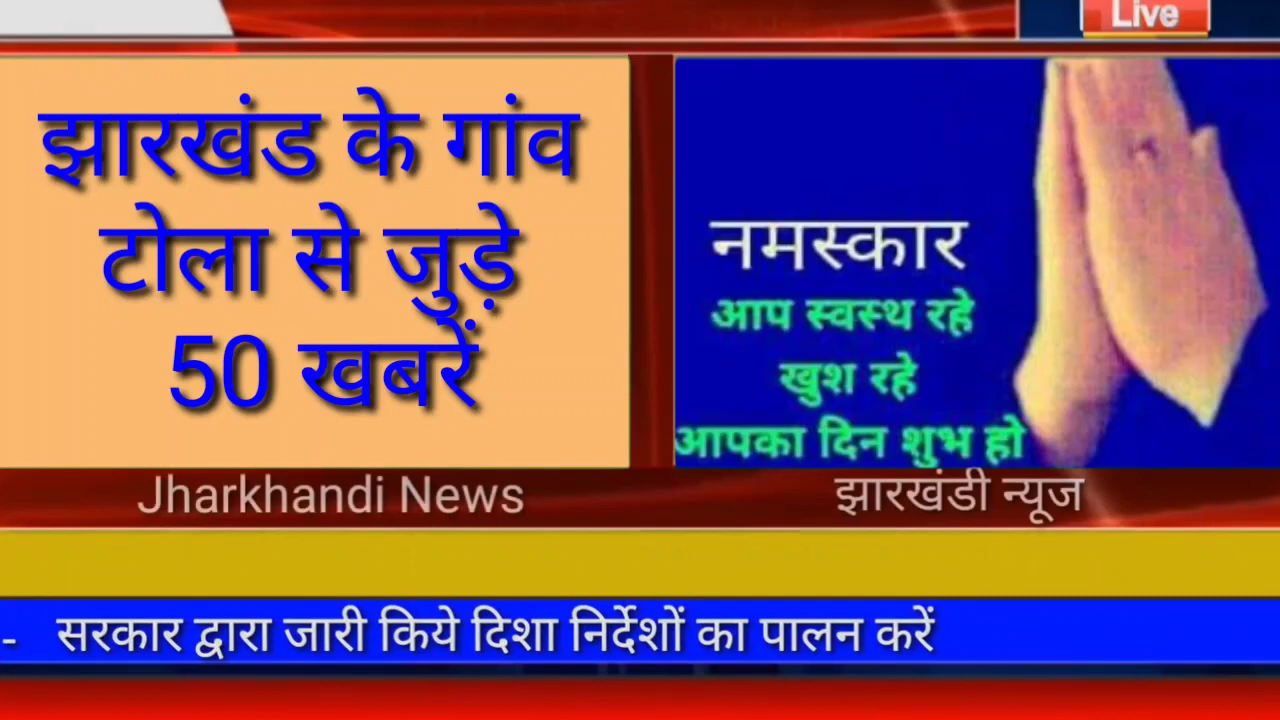 Live
झारखंड के गांव
टोला से जुड़े
50 खबरें
नमस्कार
आप स्वस्थ रहे
खुश रहे
आपका दिन शुभ हो
Jharkhandi News
झारखंडी न्यूज
- सरकार द्वारा जारी किये दिशा निर्देशों का पालन करें